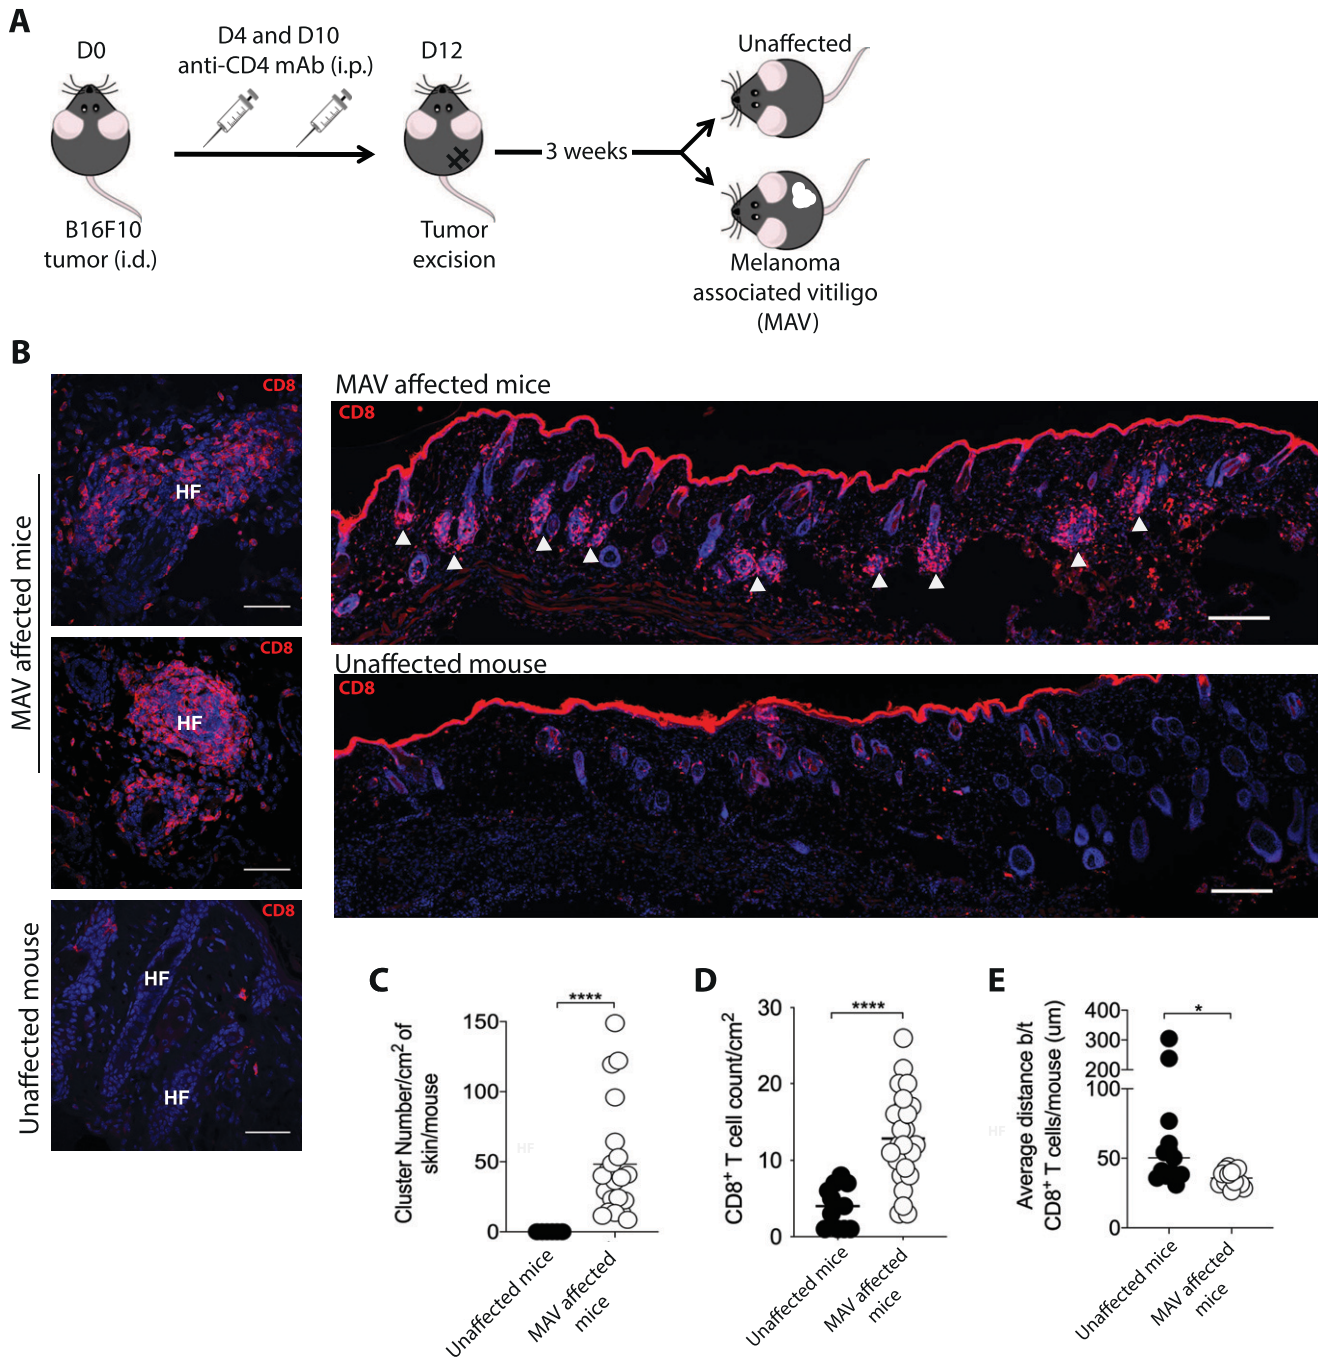 A
D0
D4 and D10
anti-CD4 mAb (i.p.)
D12
Unaffected
3 weeks
B16F10
tumor (i.d.)
Tumor
excision
Melanoma
associated vitiligo
(MAV)
B
MAV affected mice
CD8
HF
CD8
HF
Unaffected mouse
CD8
HF
HF
MAV affected mice
CD8
Unaffected mouse
CD8
C
****
Cluster Number/cm² of
skin/mouse
150
100
50
0
HF
Unaffected mice
MAV affected
mice
D
****
CD8⁺ T cell count/cm²
30
20
10
0
Unaffected mice
MAV affected
mice
E
*
Average distance b/t
CD8⁺ T cells/mouse (um)
400
300
200
100
50
0
HF
Unaffected mice
MAV affected
mice